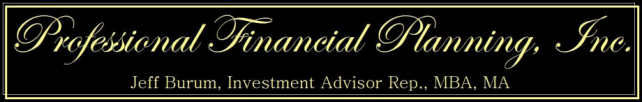 Professional Financial Planning, Inc.
Jeff Burum, Investment Advisor Rep., MBA, MA